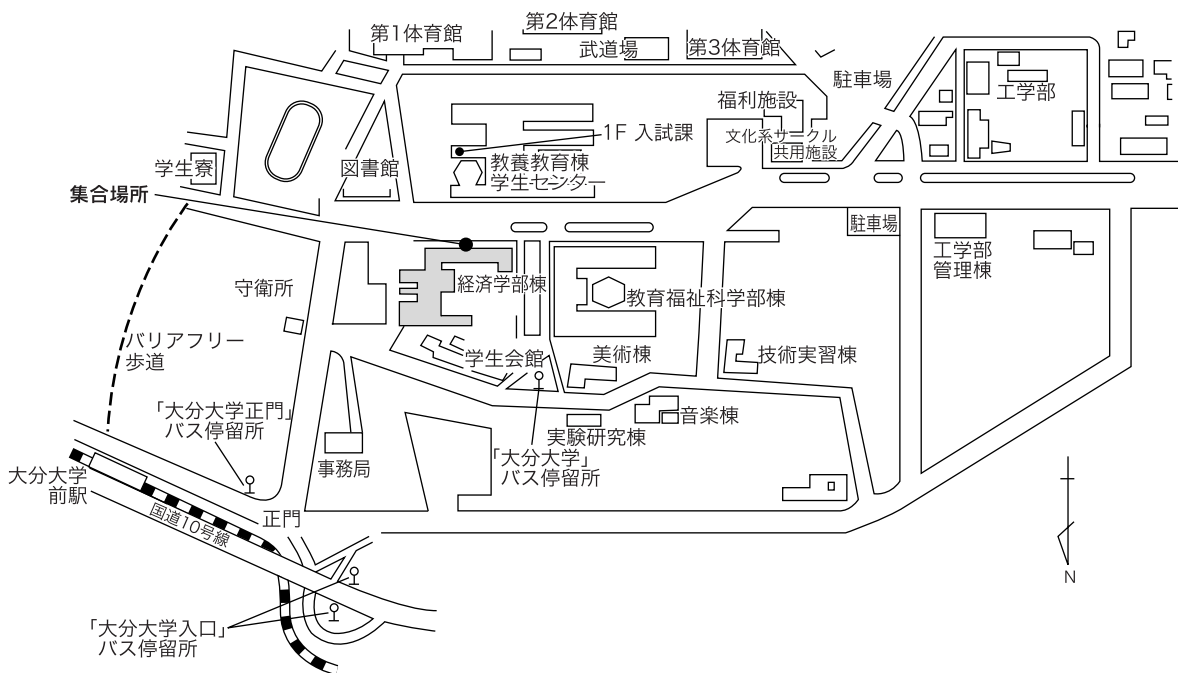 第1体育館
第2体育館
武道場
第3体育館
駐車場
工学部
福利施設
文化系サークル
共用施設
1F 入試課
教養教育棟
学生センター
図書館
学生寮
集合場所
駐車場
工学部
管理棟
守衛所
経済学部棟
教育福祉科学部棟
バリアフリー
歩道
学生会館
美術棟
技術実習棟
「大分大学正門」
バス停留所
音楽棟
実験研究棟
「大分大学」
バス停留所
事務局
大分大学
前駅
国道10号線
正門
「大分大学入口」
バス停留所
N